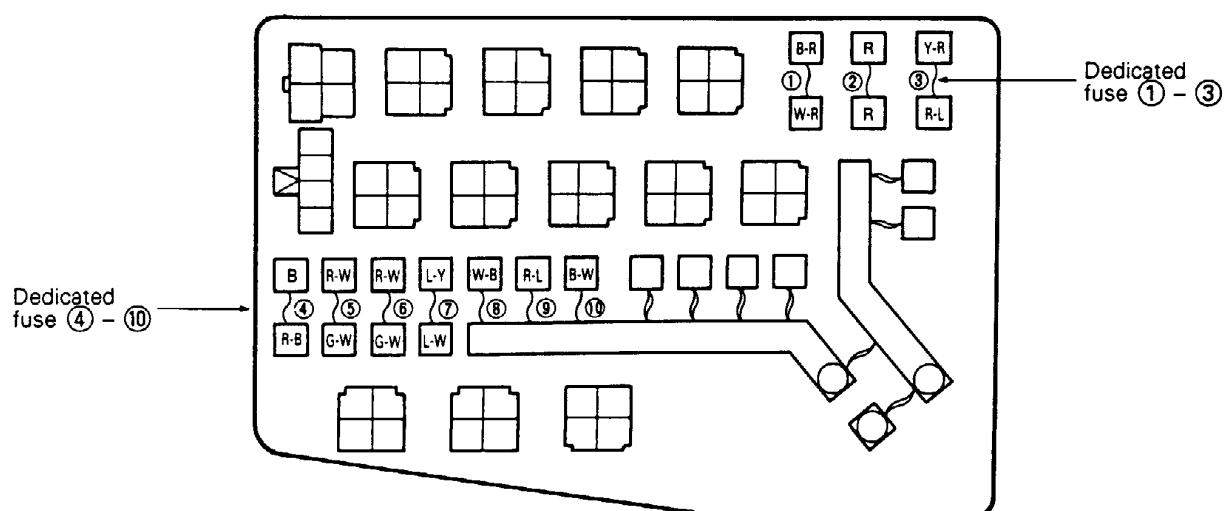 B-R R Y-R
① ② ③
W-R R R-L
Dedicated
fuse ① – ③
B R-W R-W L-Y W-B R-L B-W
④ ⑤ ⑥ ⑦ ⑧ ⑨ ⑩
R-B G-W G-W L-W
Dedicated
fuse ④ – ⑩